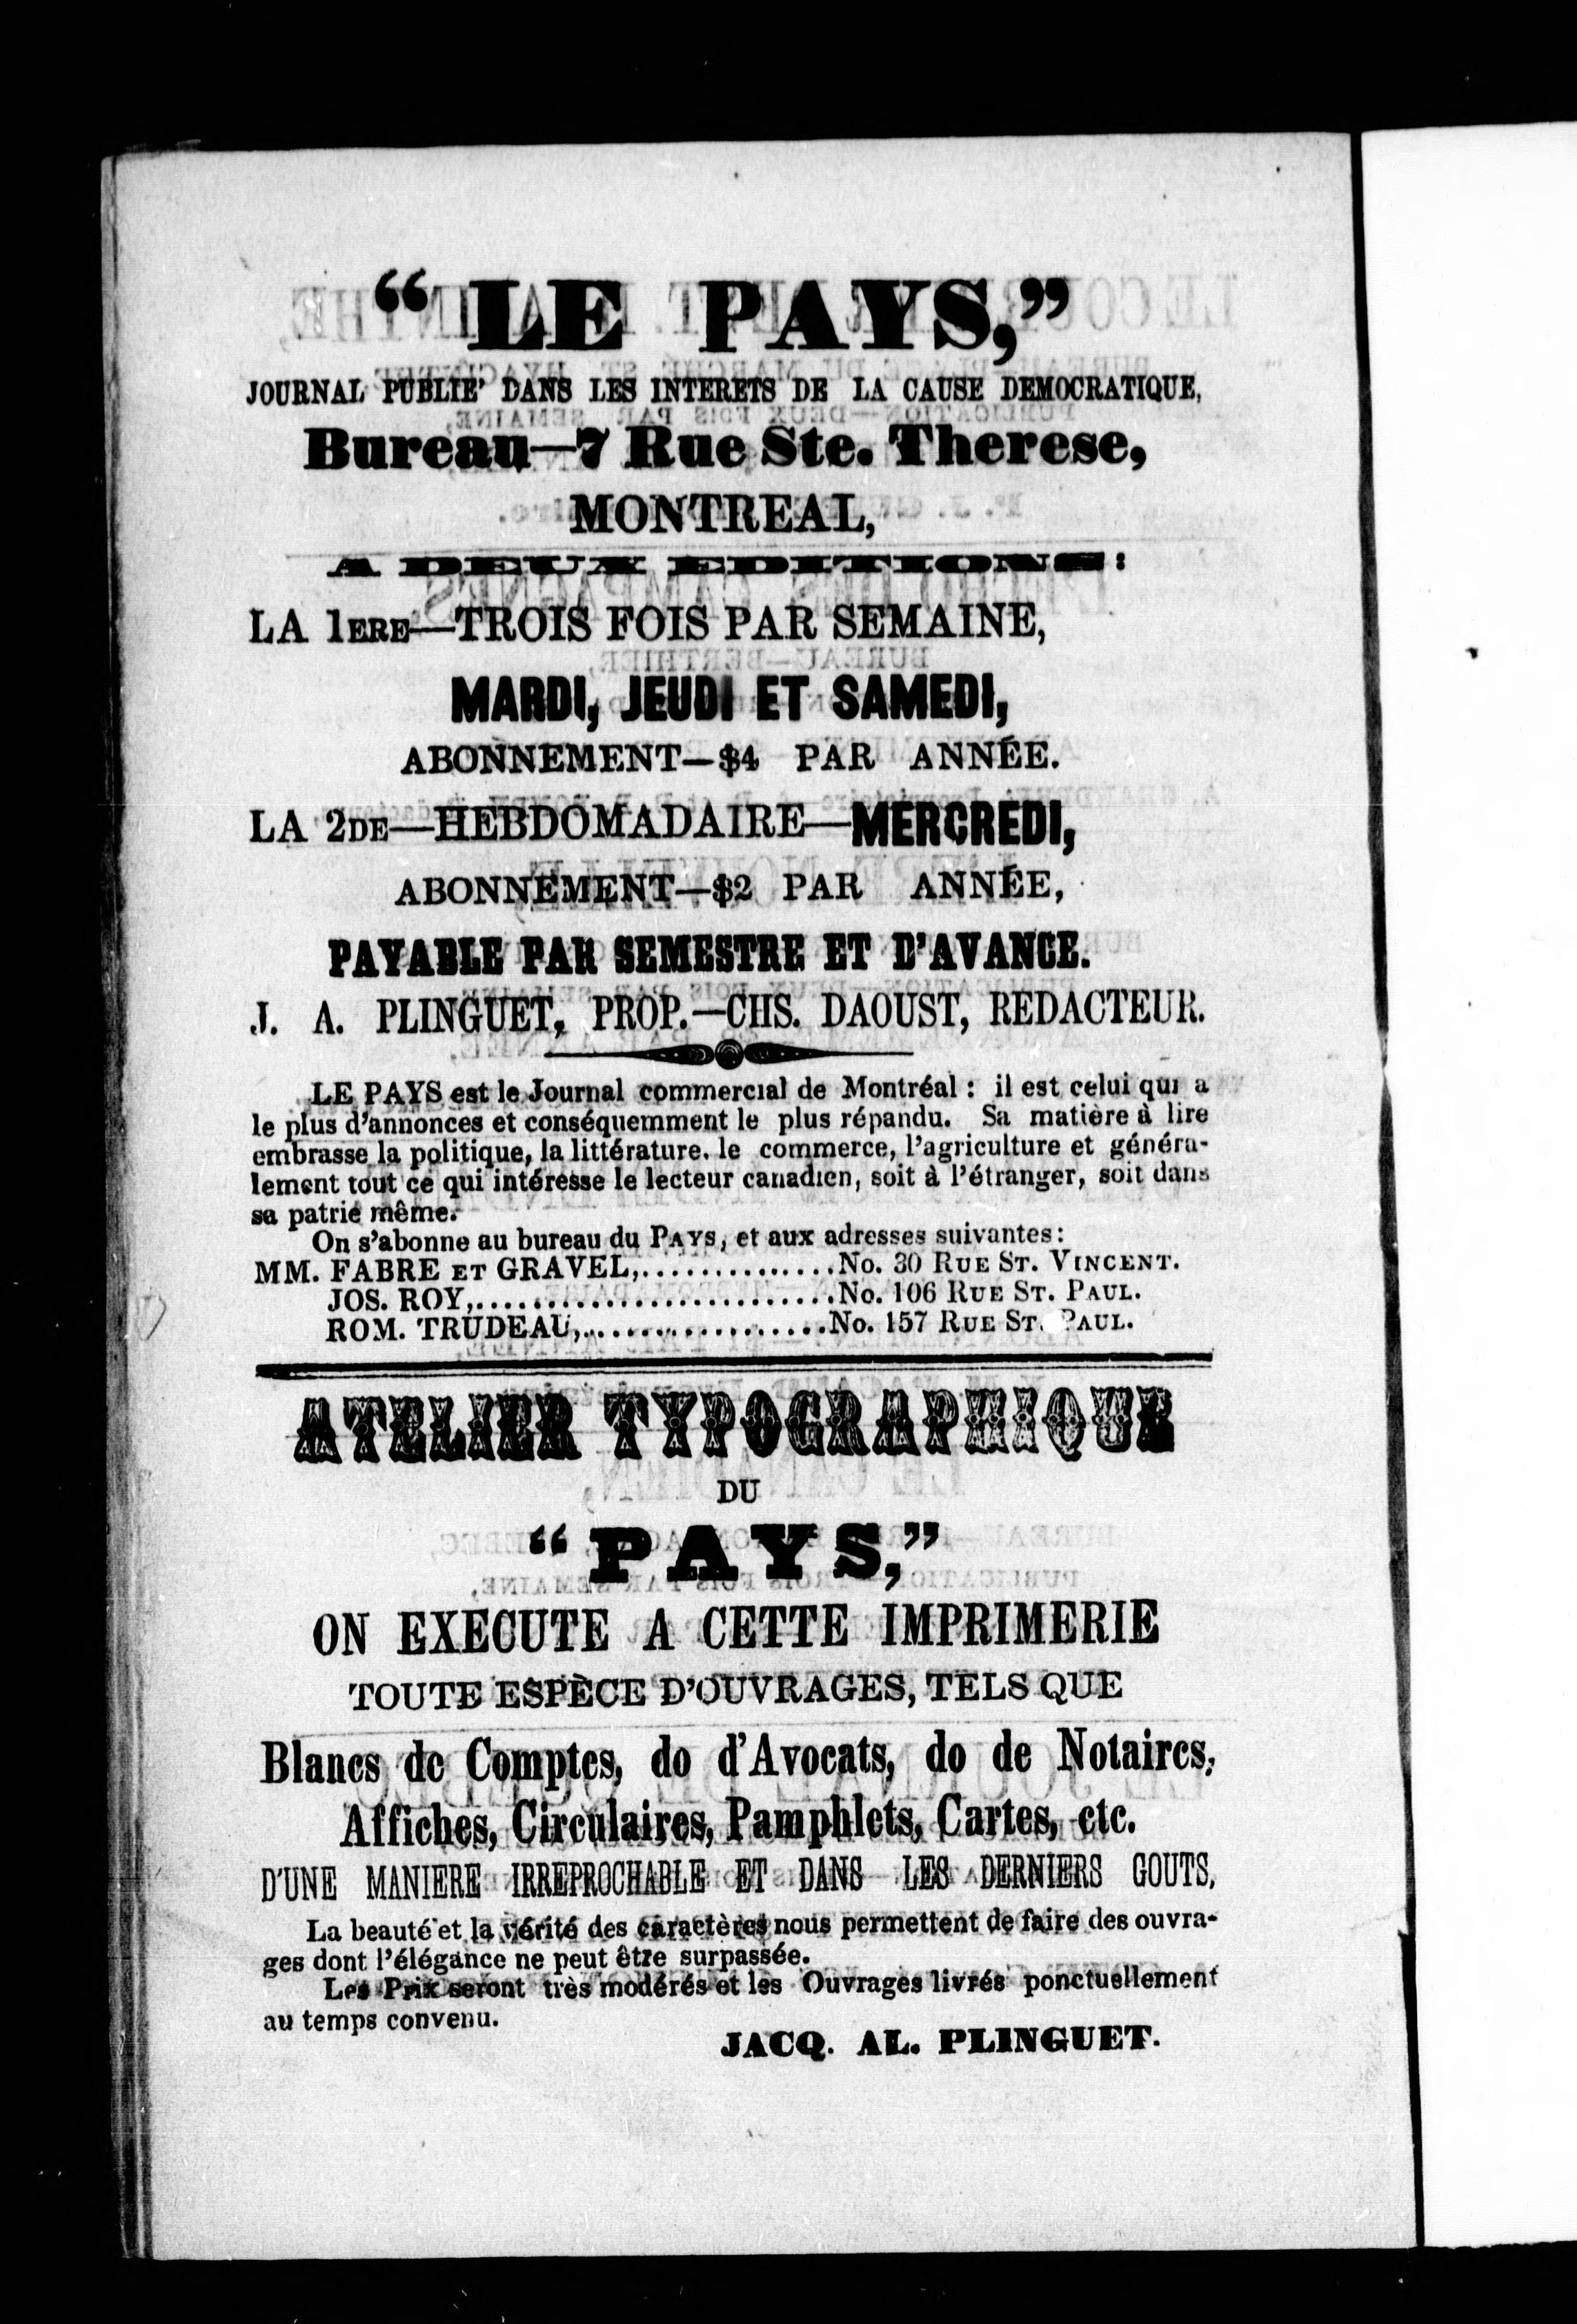 “LE PAYS,”
JOURNAL PUBLIE’ DANS LES INTERETS DE LA CAUSE DEMOCRATIQUE,
Bureau—7 Rue Ste. Therese,
MONTREAL,
A DEUX EDITIONS:
LA 1ERE—TROIS FOIS PAR SEMAINE,
MARDI, JEUDI ET SAMEDI,
ABONNEMENT—$4 PAR ANNÉE.
LA 2DE—HEBDOMADAIRE—MERCREDI,
ABONNEMENT—$2 PAR ANNÉE,
PAYABLE PAR SEMESTRE ET D’AVANCE.
J. A. PLINGUET, PROP.—CHS. DAOUST, REDACTEUR.
LE PAYS est le Journal commercial de Montréal : il est celui qui a
le plus d’annonces et conséquemment le plus répandu. Sa matière à lire
embrasse la politique, la littérature, le commerce, l’agriculture et généra-
lement tout ce qui intéresse le lecteur canadien, soit à l’étranger, soit dans
sa patrie même.
On s’abonne au bureau du PAYS, et aux adresses suivantes:
MM. FABRE ET GRAVEL,..............No. 30 RUE ST. VINCENT.
JOS. ROY,..........................No. 106 RUE ST. PAUL.
ROM. TRUDEAU,..................No. 157 RUE ST. PAUL.
ATELIER TYPOGRAPHIQUE
DU
“PAYS,”
ON EXECUTE A CETTE IMPRIMERIE
TOUTE ESPÈCE D’OUVRAGES, TELS QUE
Blancs de Comptes, do d’Avocats, do de Notaires,
Affiches, Circulaires, Pamphlets, Cartes, etc.
D’UNE MANIERE IRREPROCHABLE ET DANS LES DERNIERS GOUTS,
La beauté et la vérité des caractères nous permettent de faire des ouvra-
ges dont l’élégance ne peut être surpassée.
Les Prix seront très modérés et les Ouvrages livrés ponctuellement
au temps convenu.
JACQ. AL. PLINGUET.